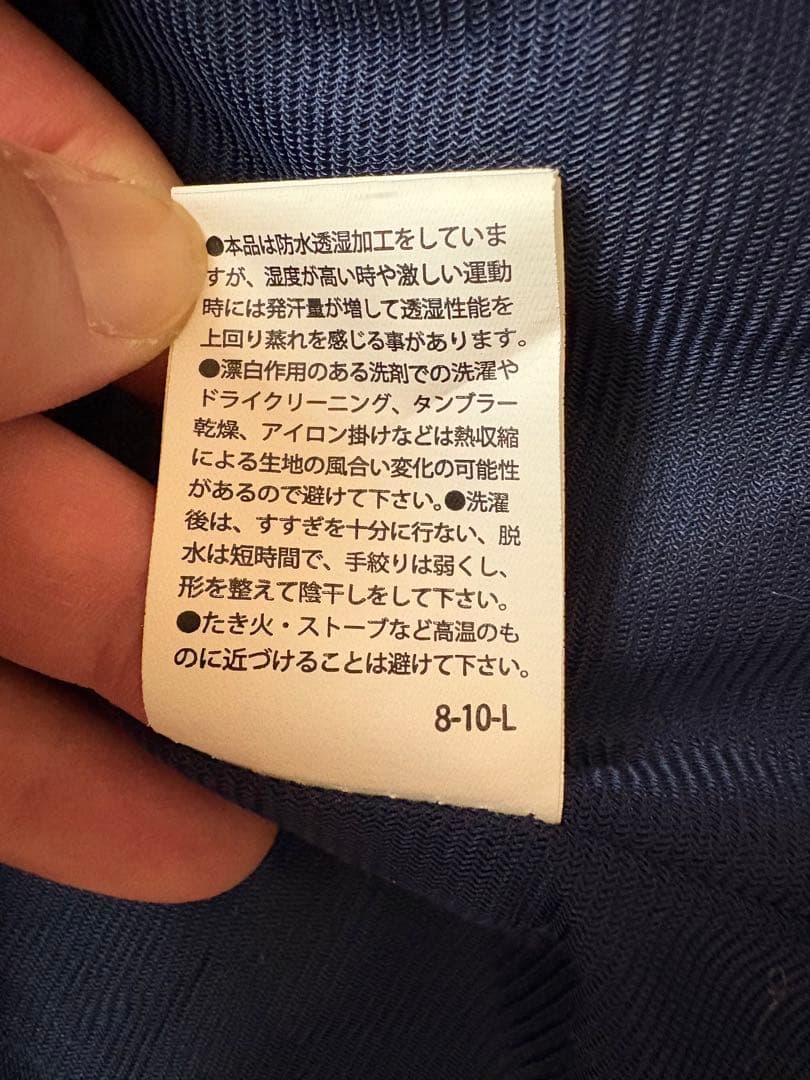 ●本品は防水透湿加工をしていま
すが、湿度が高い時や激しい運動
時には発汗量が増して透湿性能を
上回り蒸れを感じる事があります。
●漂白作用のある洗剤での洗濯や
ドライクリーニング、タンブラー
乾燥、アイロン掛けなどは熱収縮
による生地の風合い変化の可能性
があるので避けて下さい。●洗濯
後は、すすぎを十分に行ない、脱
水は短時間で、手絞りは弱くし、
形を整えて陰干しをして下さい。
●たき火・ストーブなど高温のも
のに近づけることは避けて下さい。
8-10-L